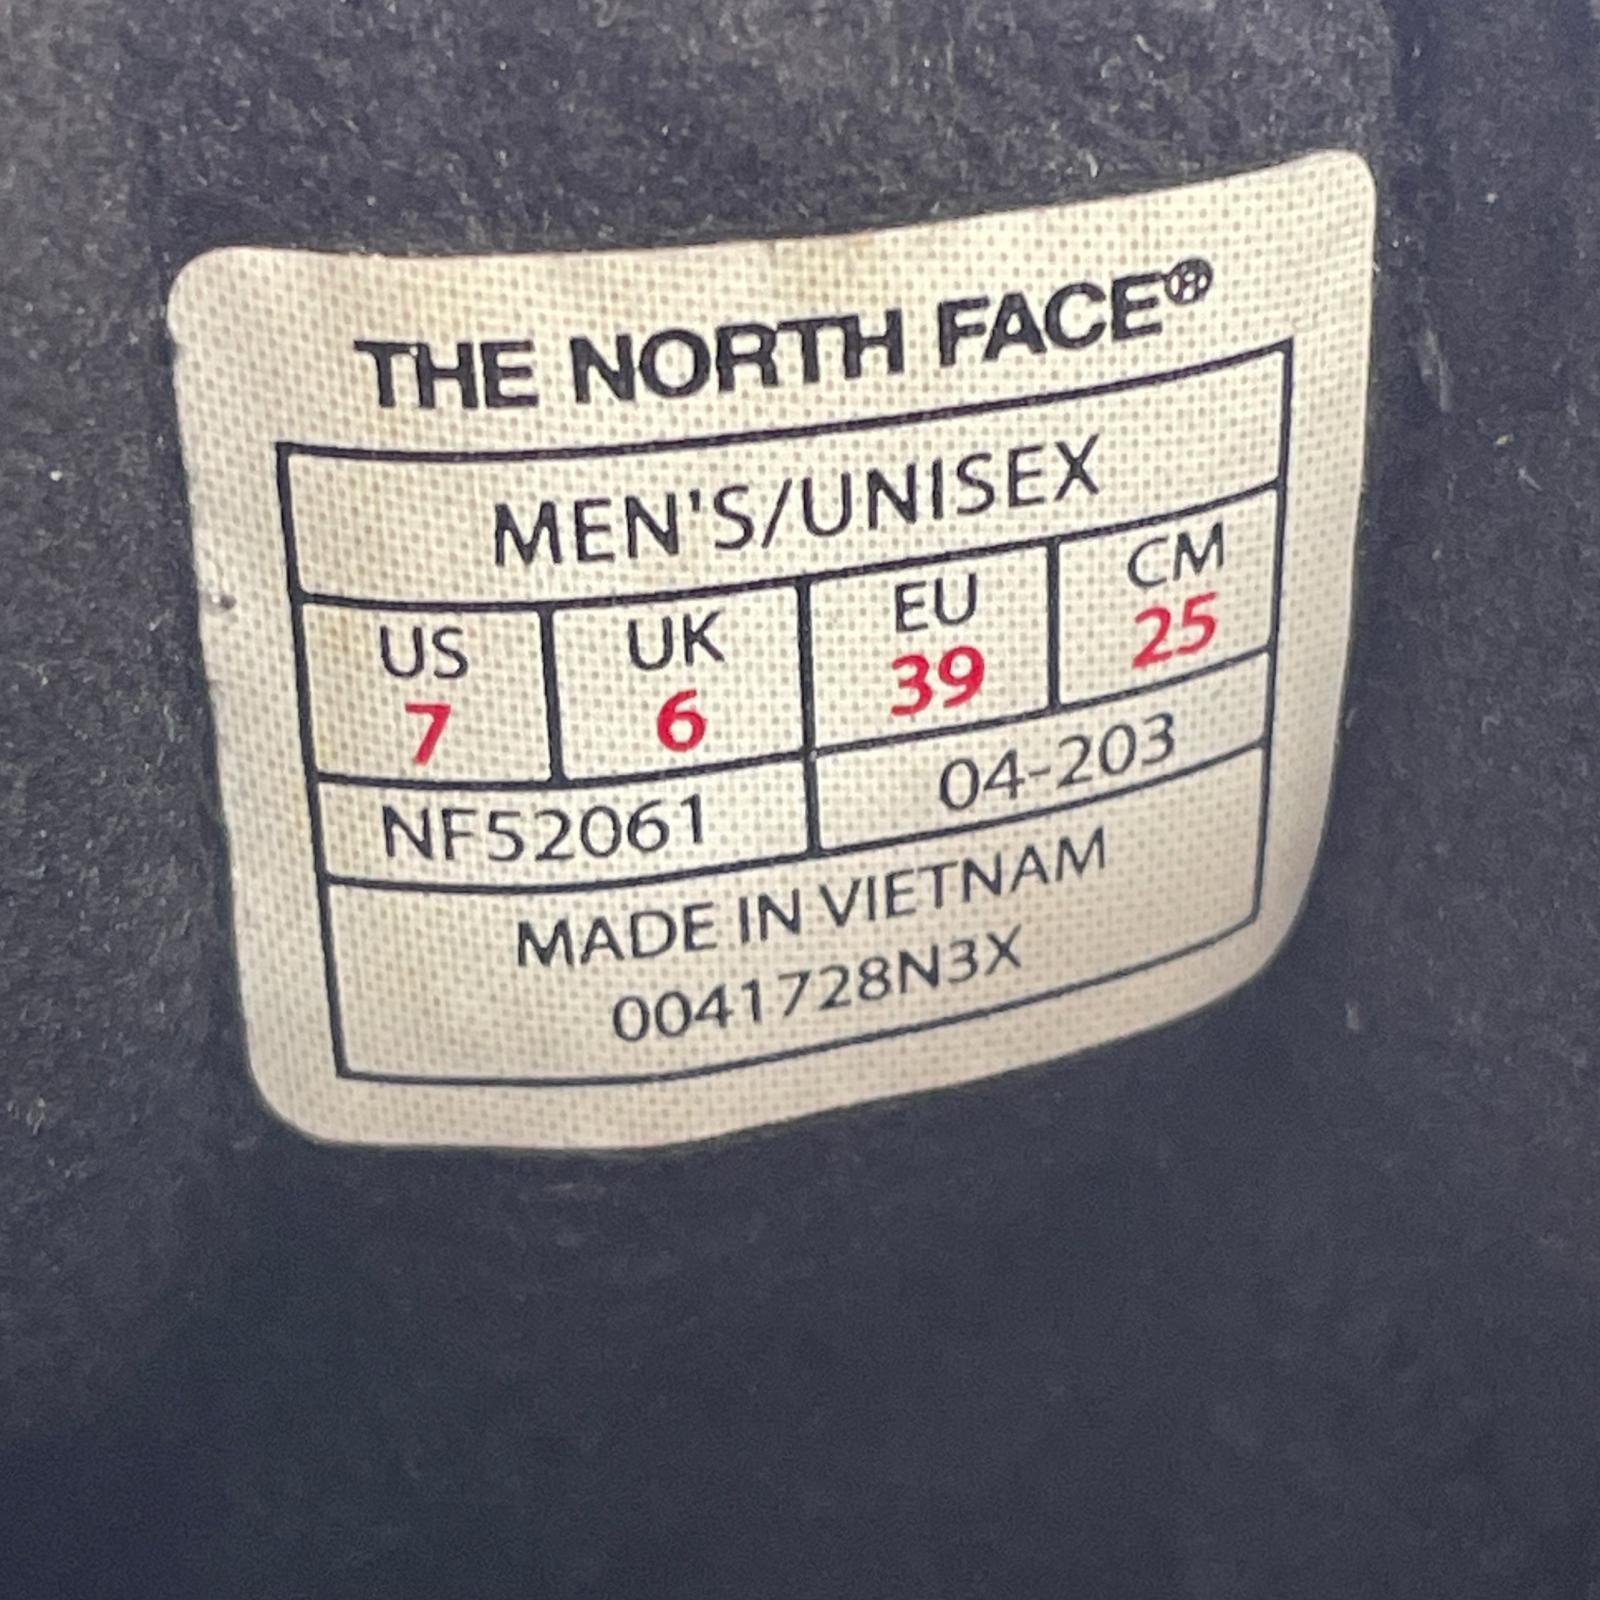 THE NORTH FACE®
MEN'S/UNISEX
US UK EU CM
7 6 39 25
NF52061 04-203
MADE IN VIETNAM
0041728N3X